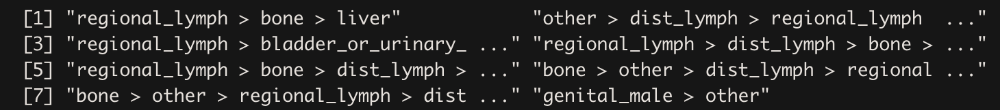 [1] "regional_lymph > bone > liver"       "other > dist_lymph > regional_lymph  ..."
[3] "regional_lymph > bladder_or_urinary_ ..." "regional_lymph > dist_lymph > bone > ..."
[5] "regional_lymph > bone > dist_lymph > ..." "bone > other > dist_lymph > regional ..."
[7] "bone > other > regional_lymph > dist ..." "genital_male > other"